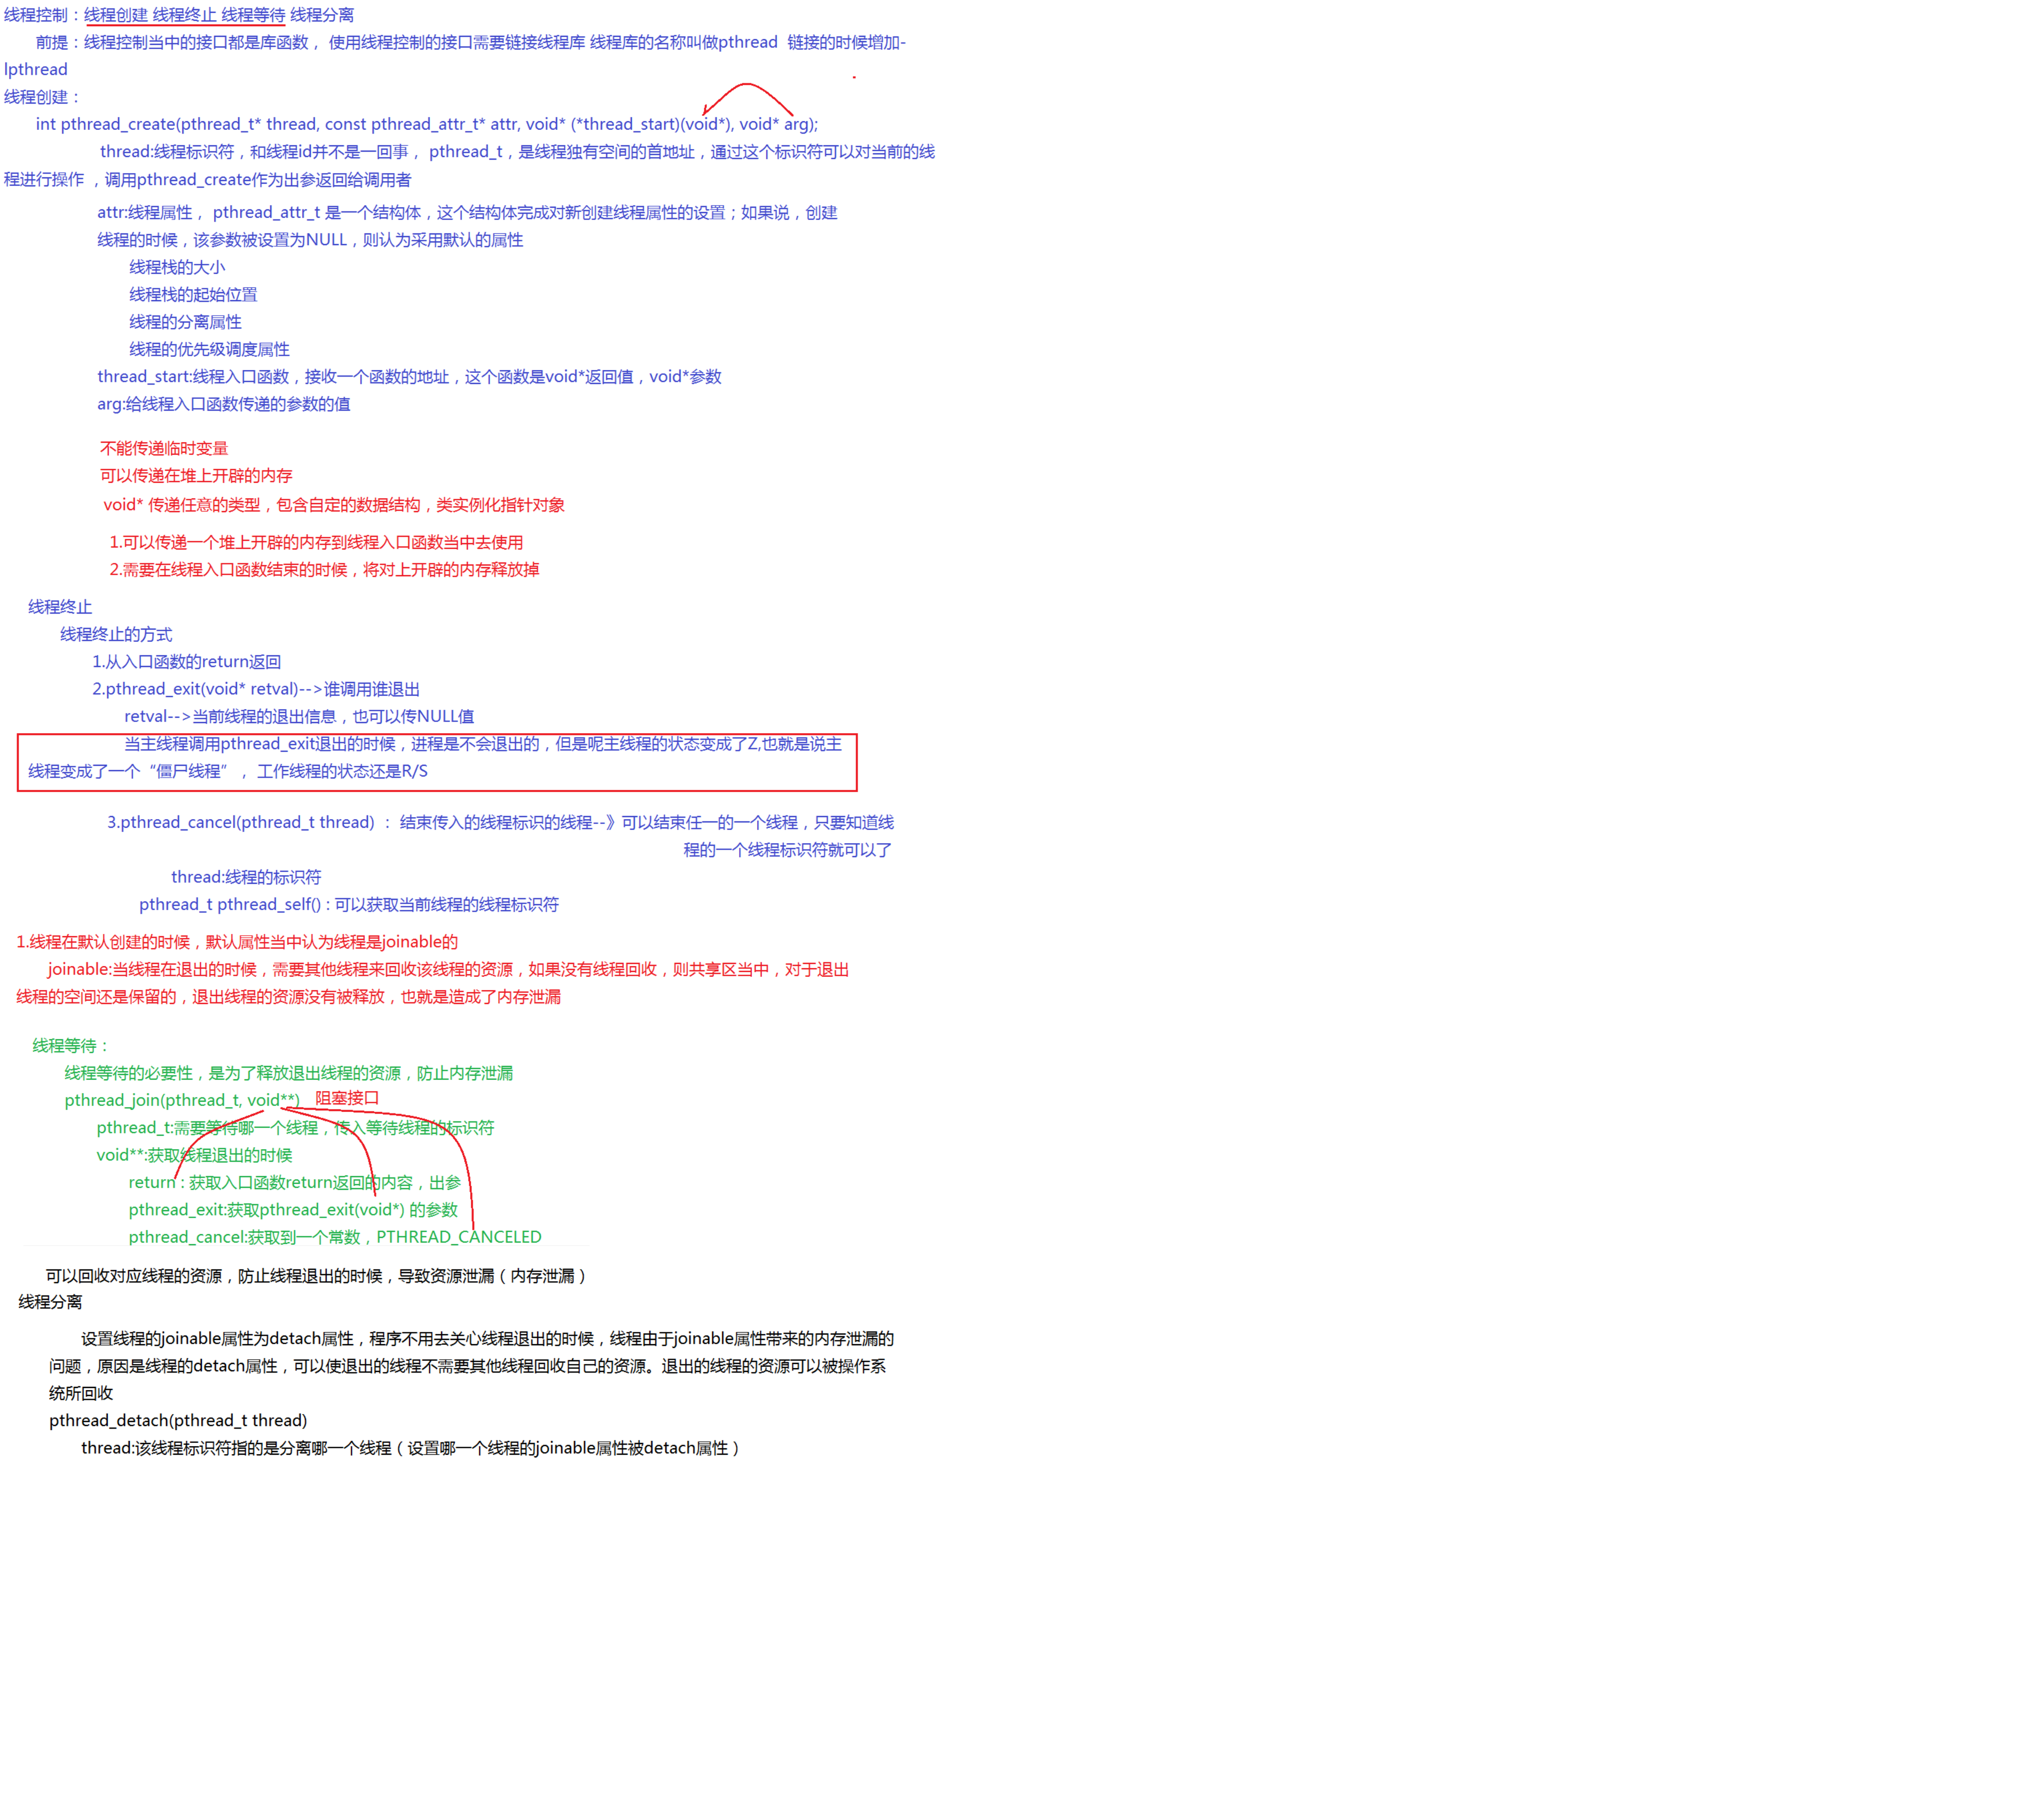 线程控制：线程创建 线程终止 线程等待 线程分离
前提：线程控制当中的接口都是库函数， 使用线程控制的接口需要链接线程库 线程库的名称叫做pthread  链接的时候增加-
lpthread
线程创建：
int pthread_create(pthread_t* thread, const pthread_attr_t* attr, void* (*thread_start)(void*), void* arg);
thread:线程标识符，和线程id并不是一回事， pthread_t，是线程独有空间的首地址，通过这个标识符可以对当前的线
程进行操作 ，调用pthread_create作为出参返回给调用者
attr:线程属性， pthread_attr_t 是一个结构体，这个结构体完成对新创建线程属性的设置；如果说，创建
线程的时候，该参数被设置为NULL，则认为采用默认的属性
线程栈的大小
线程栈的起始位置
线程的分离属性
线程的优先级调度属性
thread_start:线程入口函数，接收一个函数的地址，这个函数是void*返回值，void*参数
arg:给线程入口函数传递的参数的值
不能传递临时变量
可以传递在堆上开辟的内存
void* 传递任意的类型，包含自定的数据结构，类实例化指针对象
1.可以传递一个堆上开辟的内存到线程入口函数当中去使用
2.需要在线程入口函数结束的时候，将对上开辟的内存释放掉
线程终止
线程终止的方式
1.从入口函数的return返回
2.pthread_exit(void* retval)-->谁调用谁退出
retval-->当前线程的退出信息，也可以传NULL值
当主线程调用pthread_exit退出的时候，进程是不会退出的，但是呢主线程的状态变成了Z,也就是说主
线程变成了一个“僵尸线程”， 工作线程的状态还是R/S
3.pthread_cancel(pthread_t thread) ： 结束传入的线程标识的线程--》可以结束任一的一个线程，只要知道线
程的一个线程标识符就可以了
thread:线程的标识符
pthread_t pthread_self() : 可以获取当前线程的线程标识符
1.线程在默认创建的时候，默认属性当中认为线程是joinable的
joinable:当线程在退出的时候，需要其他线程来回收该线程的资源，如果没有线程回收，则共享区当中，对于退出
线程的空间还是保留的，退出线程的资源没有被释放，也就是造成了内存泄漏
线程等待：
线程等待的必要性，是为了释放退出线程的资源，防止内存泄漏
pthread_join(pthread_t, void**) 阻塞接口
pthread_t:需要等待哪一个线程，传入等待线程的标识符
void**:获取线程退出的时候
return : 获取入口函数return返回的内容，出参
pthread_exit:获取pthread_exit(void*) 的参数
pthread_cancel:获取到一个常数，PTHREAD_CANCELED
可以回收对应线程的资源，防止线程退出的时候，导致资源泄漏（内存泄漏）
线程分离
设置线程的joinable属性为detach属性，程序不用去关心线程退出的时候，线程由于joinable属性带来的内存泄漏的
问题，原因是线程的detach属性，可以使退出的线程不需要其他线程回收自己的资源。退出的线程的资源可以被操作系
统所回收
pthread_detach(pthread_t thread)
thread:该线程标识符指的是分离哪一个线程（设置哪一个线程的joinable属性被detach属性）